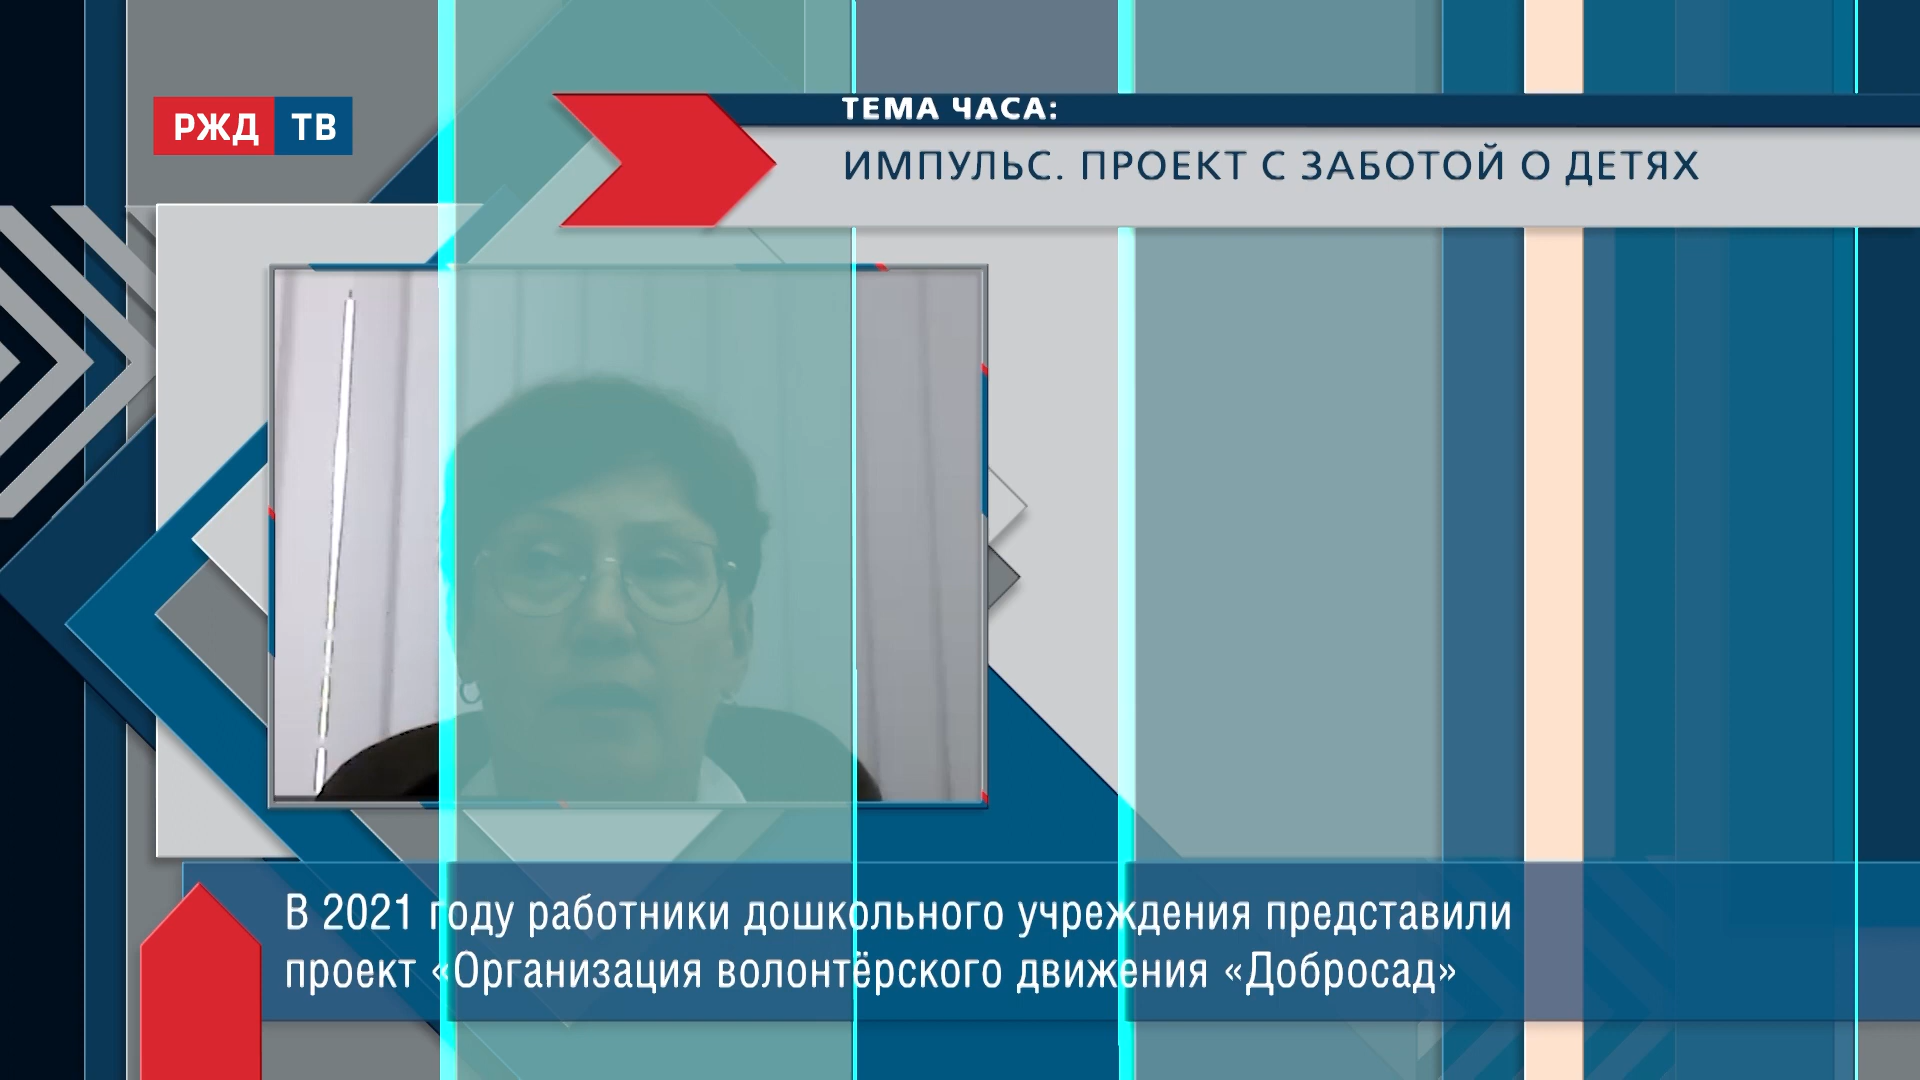 РЖД ТВ
ТЕМА ЧАСА:
ИМПУЛЬС. ПРОЕКТ С ЗАБОТОЙ О ДЕТЯХ
В 2021 году работники дошкольного учреждения представили
проект «Организация волонтёрского движения «Добросад»